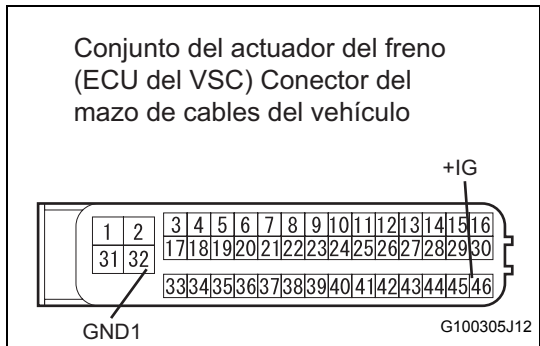 Conjunto del actuador del freno
(ECU del VSC) Conector del
mazo de cables del vehículo
+IG
1 2 3 4 5 6 7 8 9 10 11 12 13 14 15 16
31 32 17 18 19 20 21 22 23 24 25 26 27 28 29 30
33 34 35 36 37 38 39 40 41 42 43 44 45 46
GND1
G100305J12